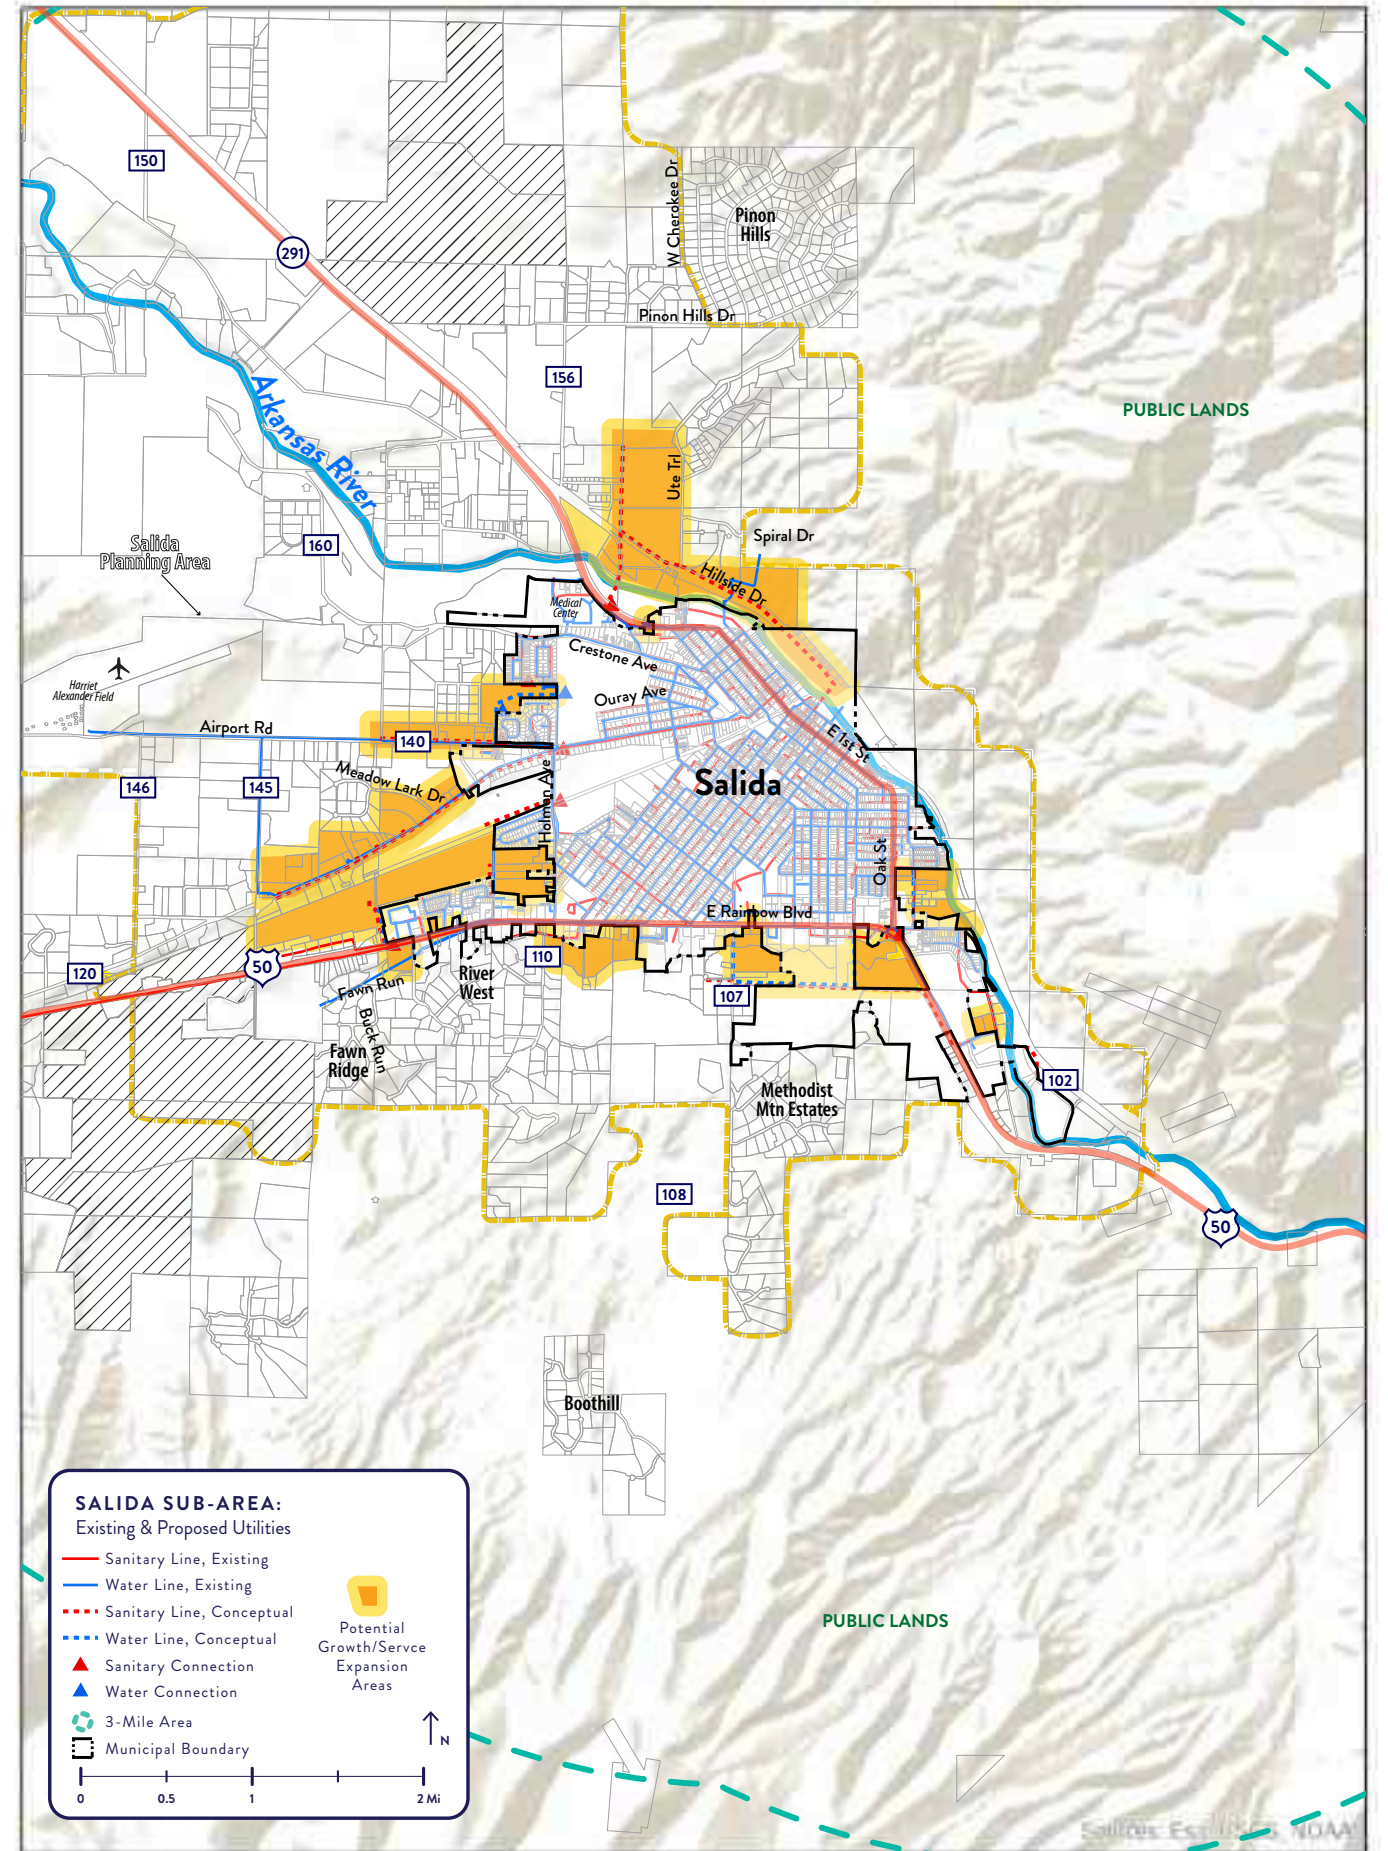 150
W Cherokee Dr
Pinon
Hills
291
Pinon Hills Dr
156
Arkansas River
PUBLIC LANDS
Ute Trl
Spiral Dr
160
Salida
Planning Area
Hillside Dr
Medical
Center
Crestone Ave
Harriet
Alexander Field
Ouray Ave
Airport Rd
140
E 1st St
Meadow Lark Dr
146
145
Holman Ave
Salida
Oak St
E Rainbow Blvd
120
50
110
River
West
Fawn Run
107
Buck Run
Fawn
Ridge
102
Methodist
Mtn Estates
108
50
Boothill
SALIDA SUB-AREA:
Existing & Proposed Utilities
Sanitary Line, Existing
Water Line, Existing
Sanitary Line, Conceptual
Water Line, Conceptual
Sanitary Connection
Water Connection
3-Mile Area
Municipal Boundary
Potential
Growth/Servce
Expansion
Areas
N
0 0.5 1 2 Mi
PUBLIC LANDS
NOAA